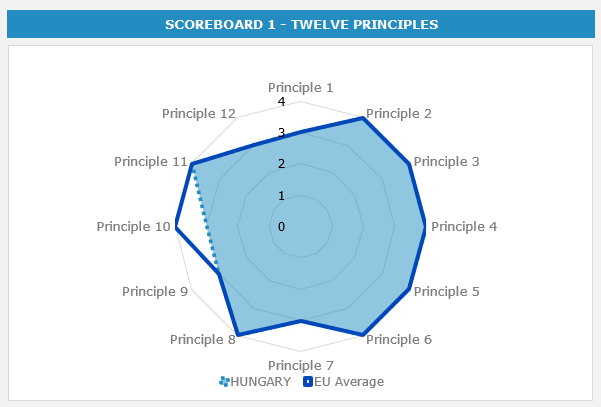 SCOREBOARD 1 - TWELVE PRINCIPLES
Principle 1
4
Principle 12
Principle 2
3
Principle 11
Principle 3
2
1
Principle 10
0
Principle 4
Principle 9
Principle 5
Principle 8
Principle 6
Principle 7
HUNGARY EU Average